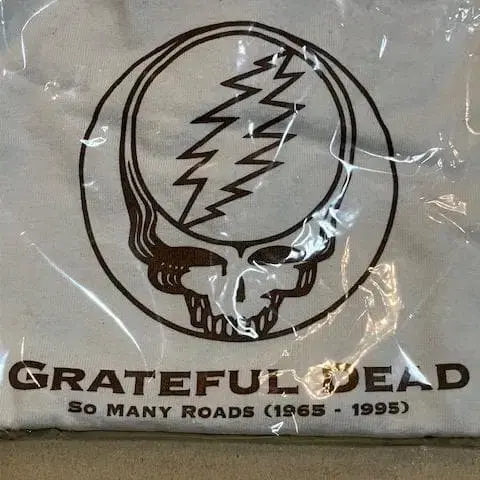 GRATEFUL DEAD
SO MANY ROADS (1965 - 1995)